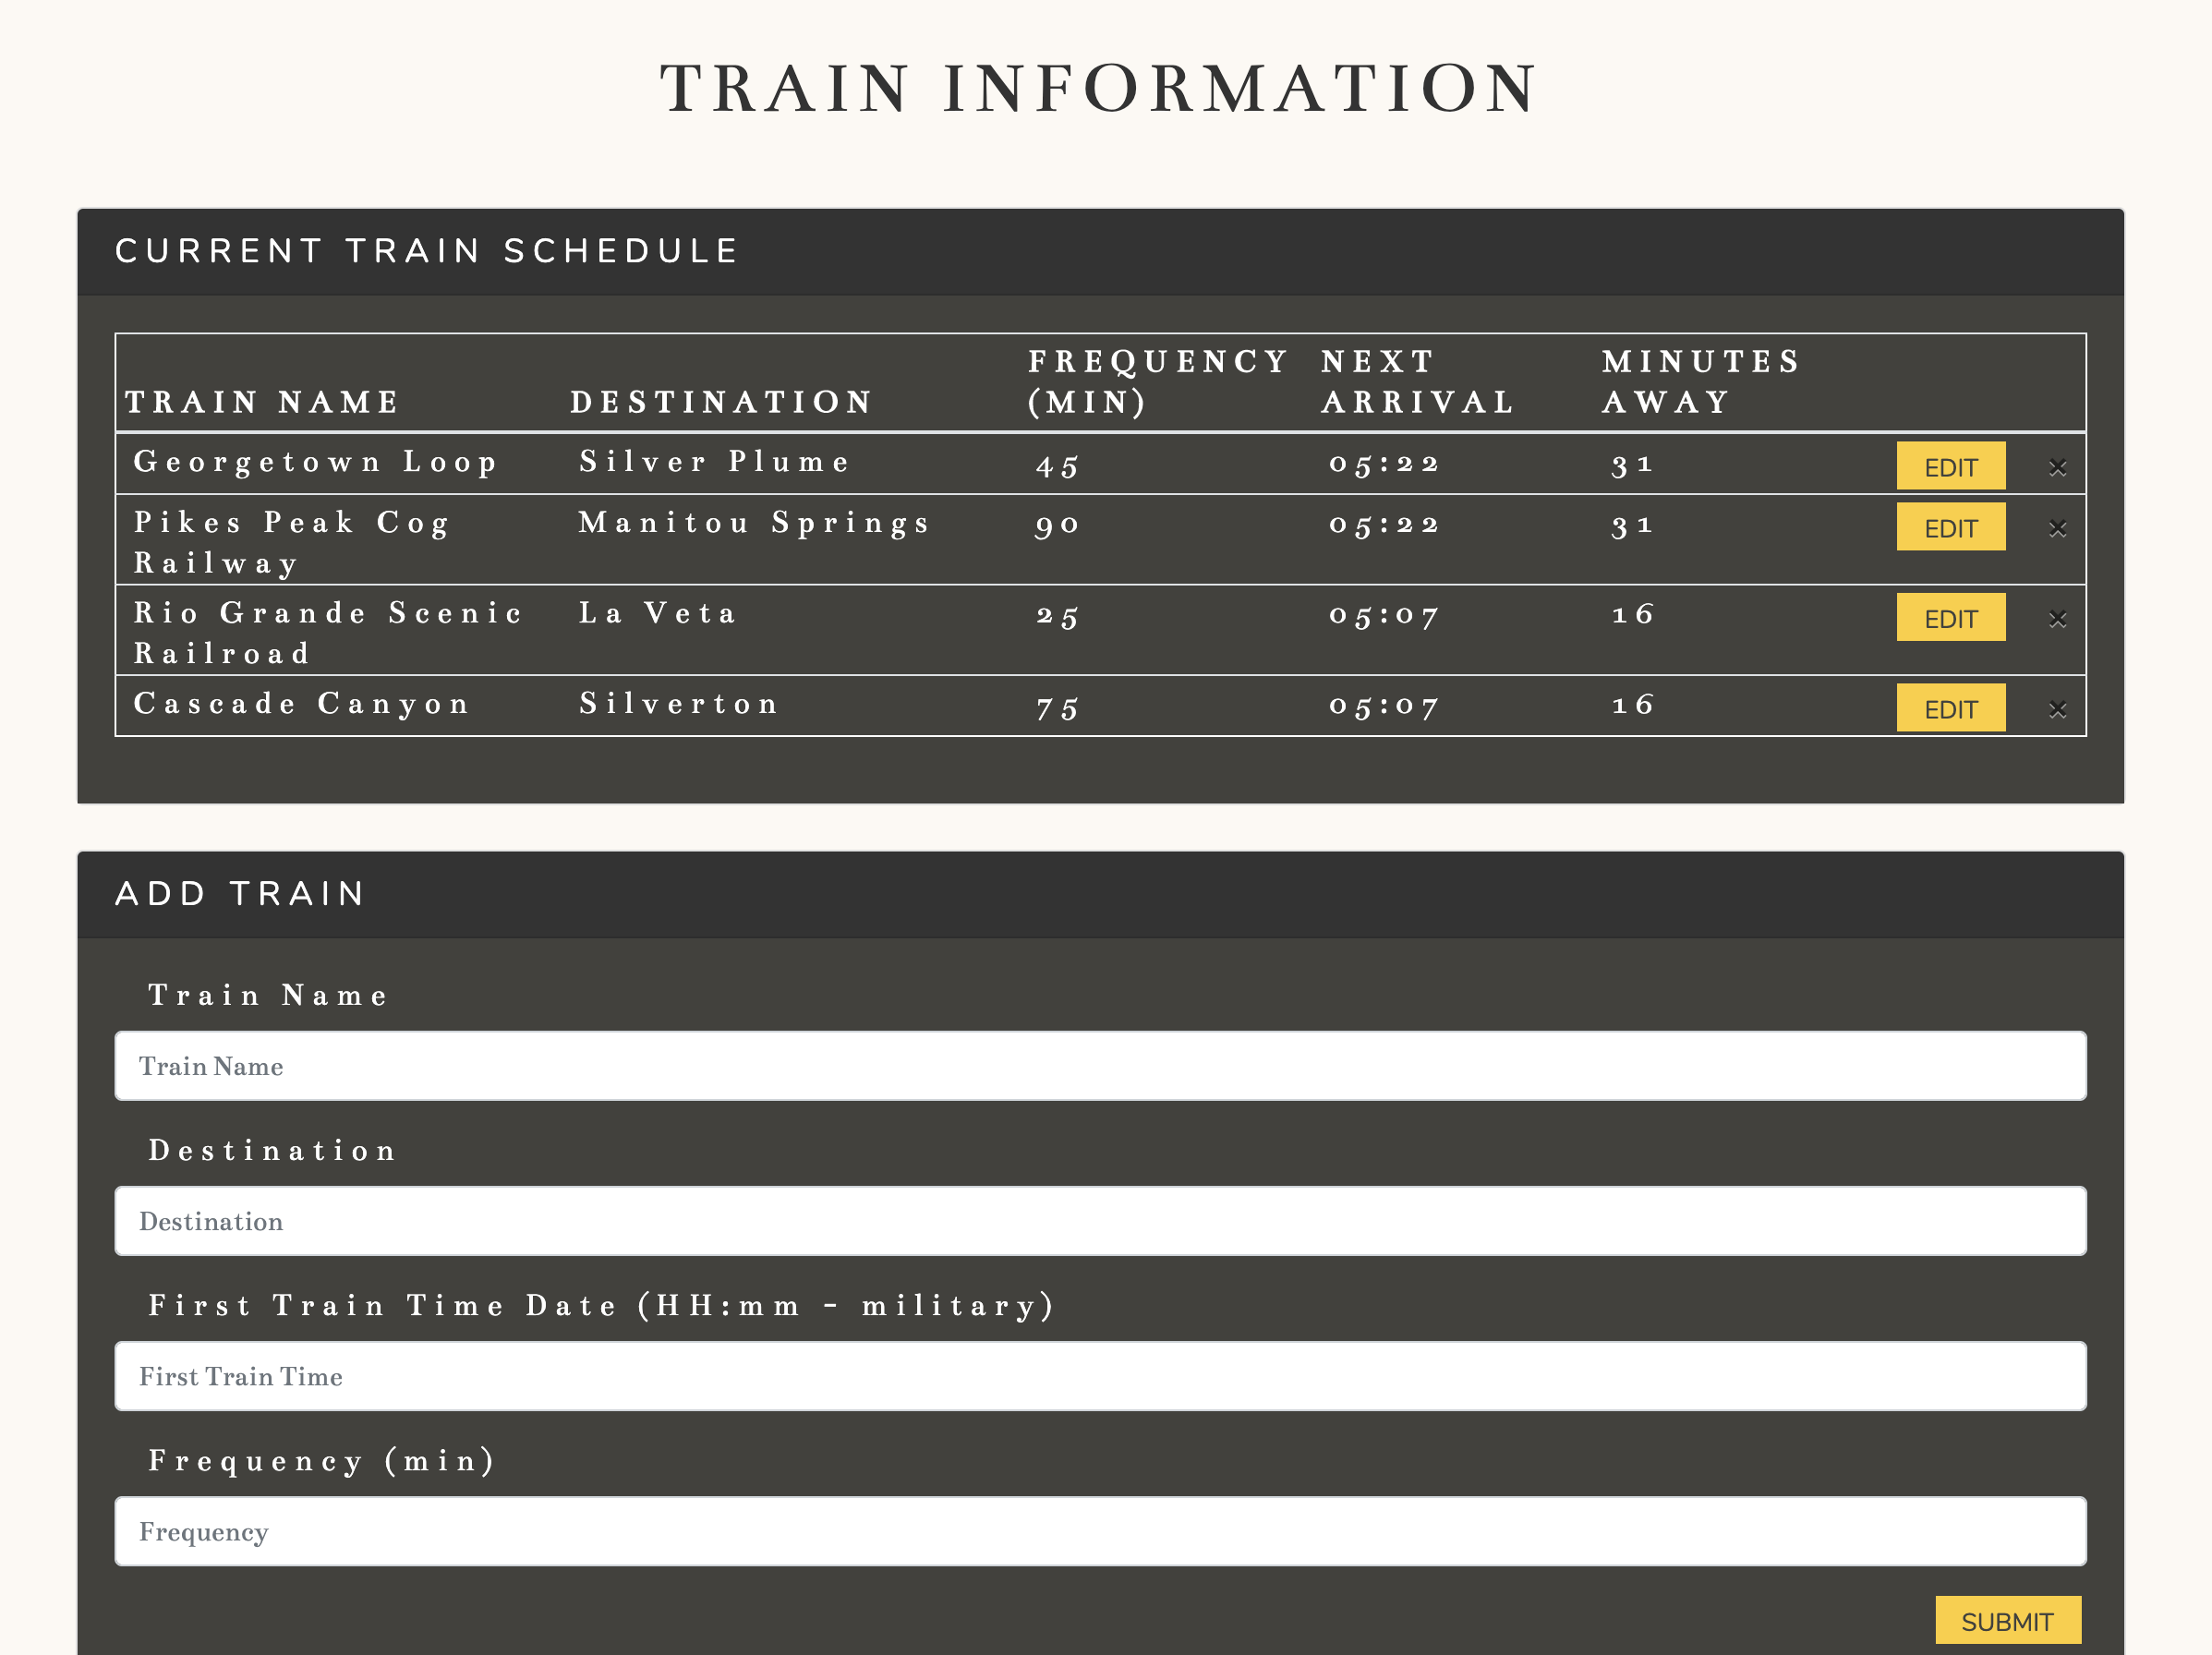 TRAIN INFORMATION
CURRENT TRAIN SCHEDULE
TRAIN NAME DESTINATION FREQUENCY (MIN) NEXT ARRIVAL MINUTES AWAY
Georgetown Loop Silver Plume 45 05:22 31 EDIT ×
Pikes Peak Cog Railway Manitou Springs 90 05:22 31 EDIT ×
Rio Grande Scenic Railroad La Veta 25 05:07 16 EDIT ×
Cascade Canyon Silverton 75 05:07 16 EDIT ×
ADD TRAIN
Train Name
Train Name
Destination
Destination
First Train Time Date (HH:mm - military)
First Train Time
Frequency (min)
Frequency
SUBMIT